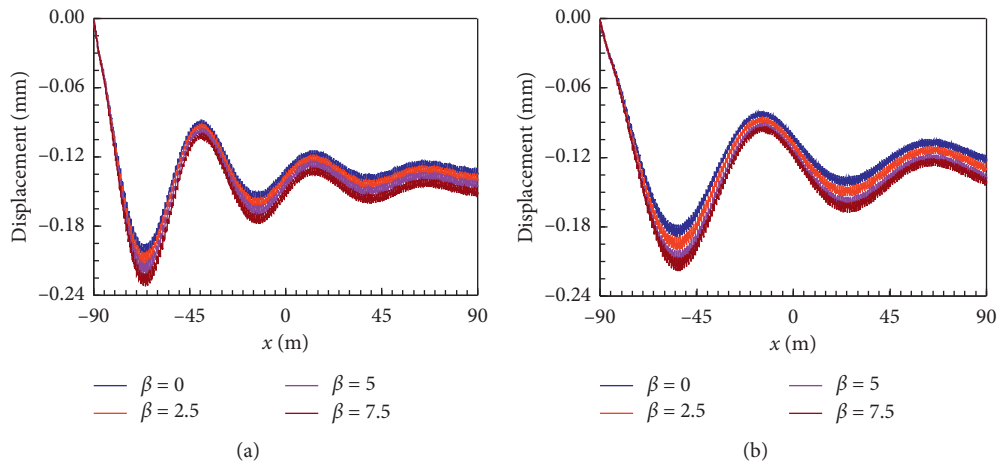 0.00
−0.06
−0.12
−0.18
−0.24
Displacement (mm)
−90
−45
0
45
90
x (m)
β = 0
β = 5
β = 2.5
β = 7.5
(a)
0.00
−0.06
−0.12
−0.18
−0.24
Displacement (mm)
−90
−45
0
45
90
x (m)
β = 0
β = 5
β = 2.5
β = 7.5
(b)